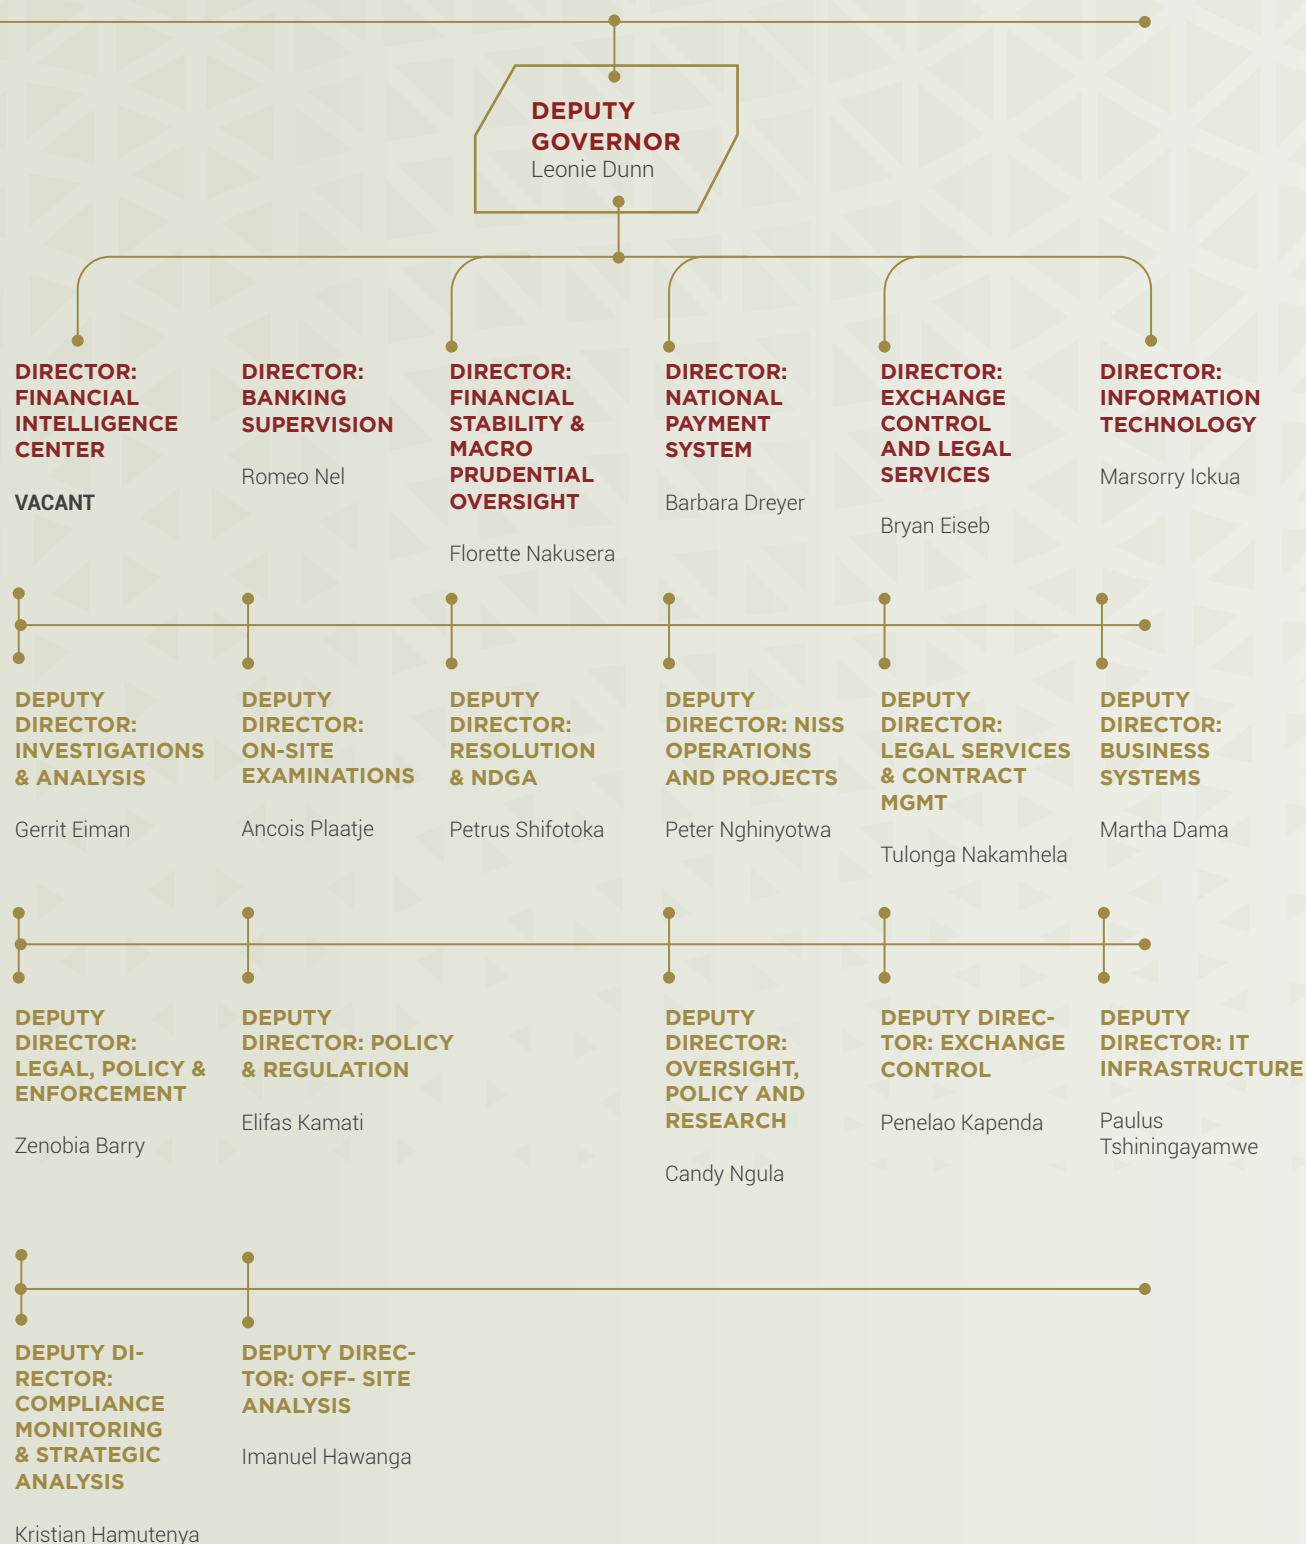 DEPUTY
GOVERNOR
Leonie Dunn
DIRECTOR:
FINANCIAL
INTELLIGENCE
CENTER
VACANT
DIRECTOR:
BANKING
SUPERVISION
Romeo Nel
DIRECTOR:
FINANCIAL
STABILITY &
MACRO
PRUDENTIAL
OVERSIGHT
Florette Nakusera
DIRECTOR:
NATIONAL
PAYMENT
SYSTEM
Barbara Dreyer
DIRECTOR:
EXCHANGE
CONTROL
AND LEGAL
SERVICES
Bryan Eiseb
DIRECTOR:
INFORMATION
TECHNOLOGY
Marsorry Ickua
DEPUTY
DIRECTOR:
INVESTIGATIONS
& ANALYSIS
Gerrit Eiman
DEPUTY
DIRECTOR:
ON-SITE
EXAMINATIONS
Ancois Plaatje
DEPUTY
DIRECTOR:
RESOLUTION
& NDGA
Petrus Shifotoka
DEPUTY
DIRECTOR: NISS
OPERATIONS
AND PROJECTS
Peter Nghinyotwa
DEPUTY
DIRECTOR:
LEGAL SERVICES
& CONTRACT
MGMT
Tulonga Nakamhela
DEPUTY
DIRECTOR:
BUSINESS
SYSTEMS
Martha Dama
DEPUTY
DIRECTOR:
LEGAL, POLICY &
ENFORCEMENT
Zenobia Barry
DEPUTY
DIRECTOR: POLICY
& REGULATION
Elifas Kamati
DEPUTY
DIRECTOR:
OVERSIGHT,
POLICY AND
RESEARCH
Candy Ngula
DEPUTY DIREC-
TOR: EXCHANGE
CONTROL
Penelao Kapenda
DEPUTY
DIRECTOR: IT
INFRASTRUCTURE
Paulus
Tshiningayamwe
DEPUTY DI-
RECTOR:
COMPLIANCE
MONITORING
& STRATEGIC
ANALYSIS
Kristian Hamutenya
DEPUTY DIREC-
TOR: OFF- SITE
ANALYSIS
Imanuel Hawanga